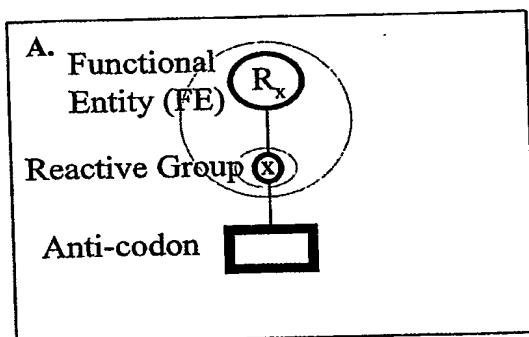 A.
Functional
Entity (FE)
Rx
Reactive Group
x
Anti-codon